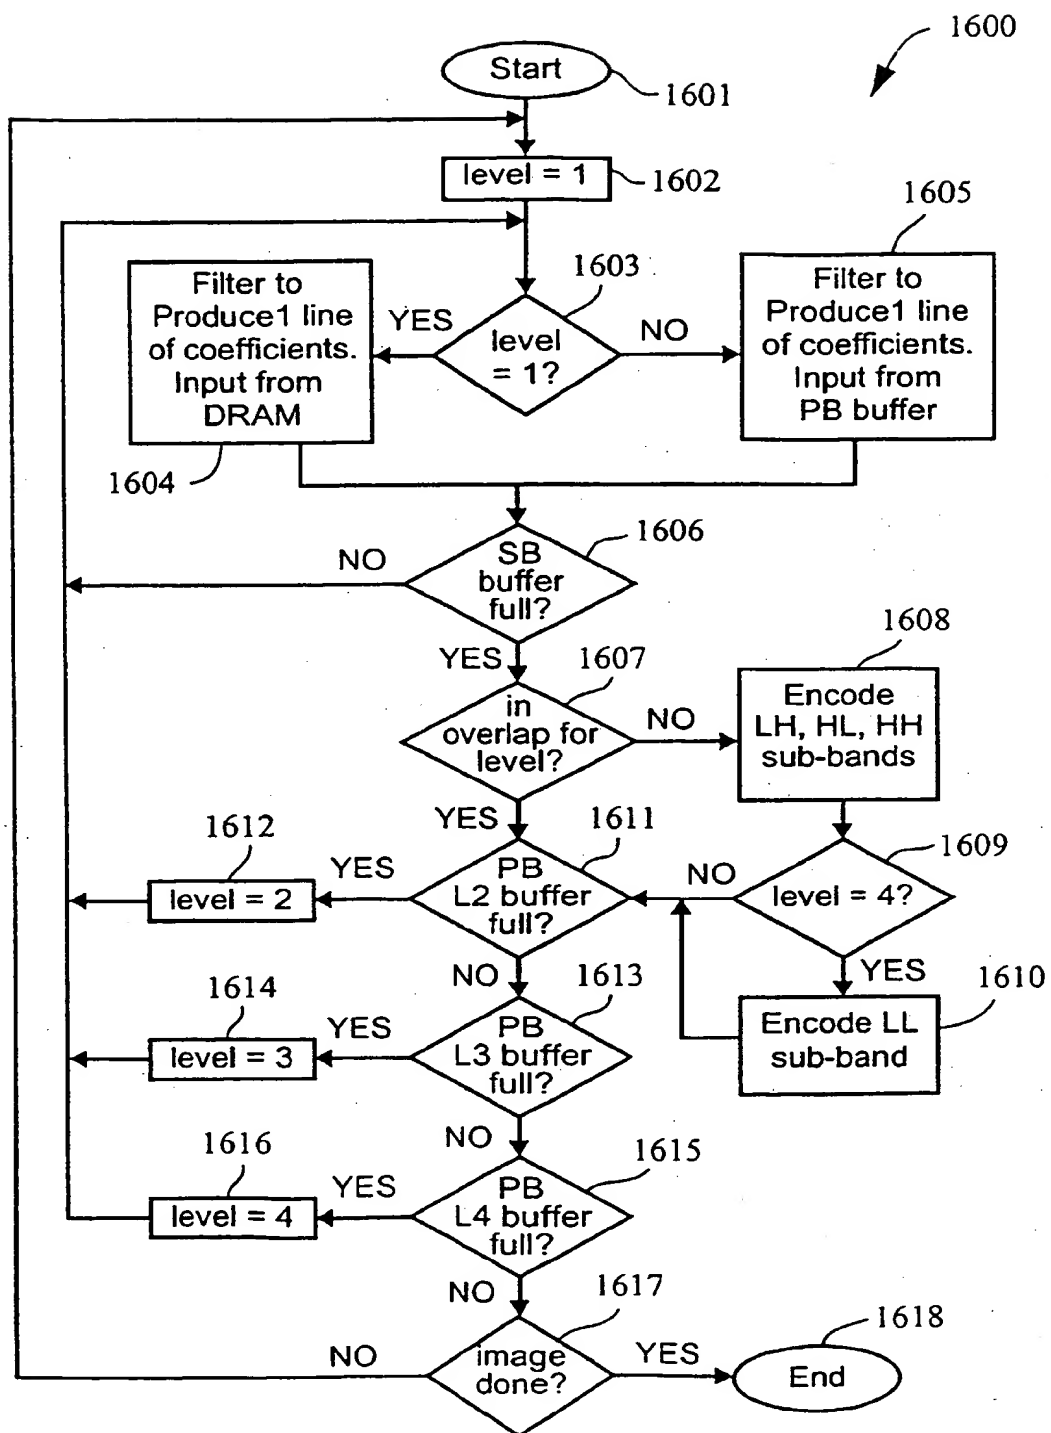 1600
Start
1601
level = 1
1602
1605
1603
Filter to
Produce1 line
of coefficients.
Input from
DRAM
YES
level
= 1?
NO
Filter to
Produce1 line
of coefficients.
Input from
PB buffer
1604
1606
NO
SB
buffer
full?
1608
YES
1607
in
overlap for
level?
NO
Encode
LH, HL, HH
sub-bands
YES
1611
1612
1609
YES
PB
L2 buffer
full?
NO
level = 4?
level = 2
NO
YES
1613
1610
1614
YES
PB
L3 buffer
full?
Encode LL
sub-band
level = 3
NO
1616
1615
YES
PB
L4 buffer
full?
level = 4
NO
1617
1618
NO
image
done?
YES
End